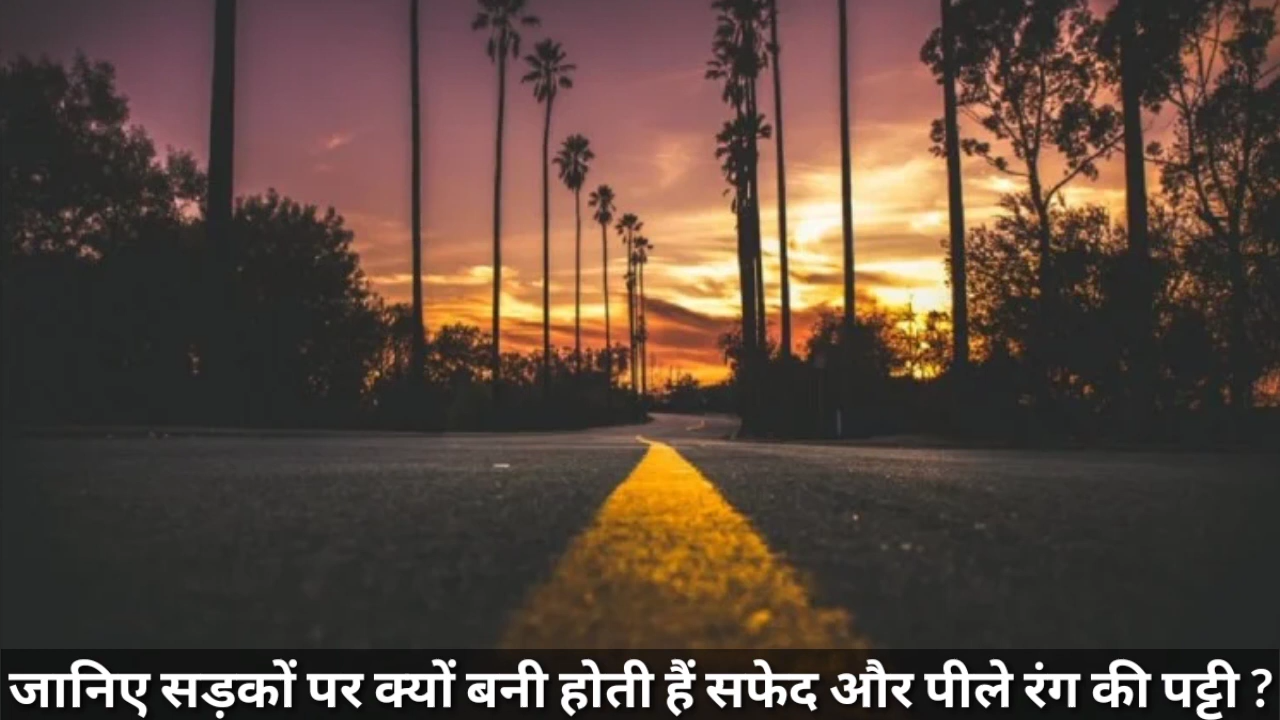 जानिए सड़कों पर क्यों बनी होती हैं सफेद और पीले रंग की पट्टी ?